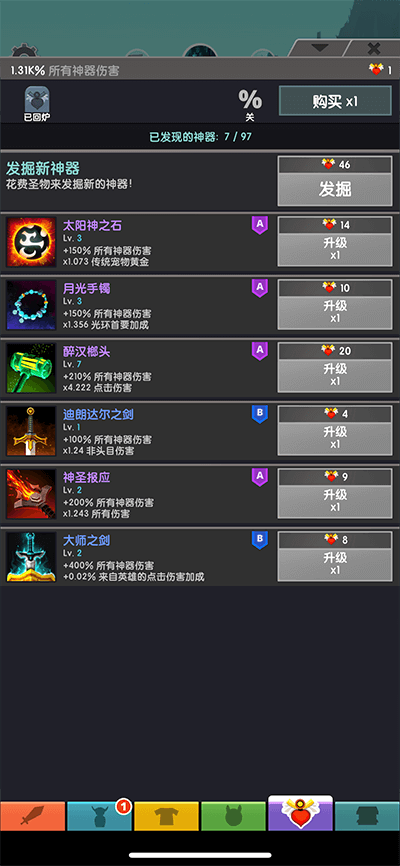 1.31K% 所有神器伤害
1
已回炉
%
关
购买 x1
已发现的神器: 7 / 97
发掘新神器
花费圣物来发掘新的神器!
46
发掘
太阳神之石
Lv. 3
+150% 所有神器伤害
x1.073 传统宠物黄金
A
14
升级
x1
月光手镯
Lv. 3
+150% 所有神器伤害
x1.356 光环首要加成
A
10
升级
x1
醉汉榔头
Lv. 7
+210% 所有神器伤害
x4.222 点击伤害
A
20
升级
x1
迪朗达尔之剑
Lv. 1
+100% 所有神器伤害
x1.24 非头目伤害
B
4
升级
x1
神圣报应
Lv. 2
+200% 所有神器伤害
x1.243 所有伤害
A
9
升级
x1
大师之剑
Lv. 2
+400% 所有神器伤害
+0.02% 来自英雄的点击伤害加成
B
8
升级
x1
1